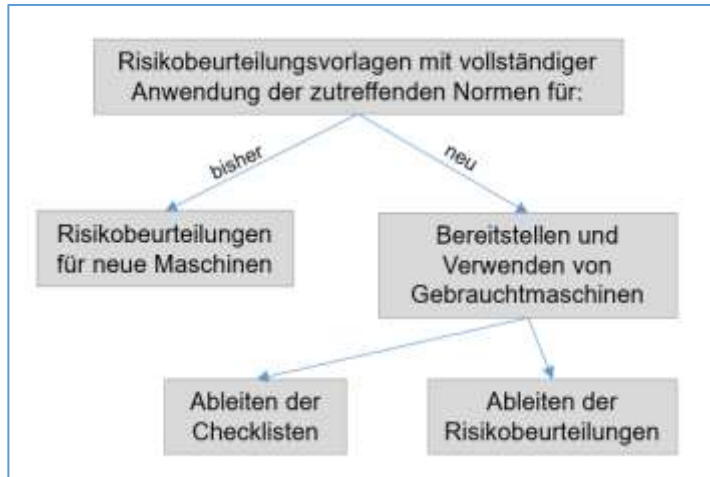 Risikobeurteilungsvorlagen mit vollständiger
Anwendung der zutreffenden Normen für:
bisher
neu
Risikobeurteilungen
für neue Maschinen
Bereitstellen und
Verwenden von
Gebrauchtmaschinen
Ableiten der
Checklisten
Ableiten der
Risikobeurteilungen